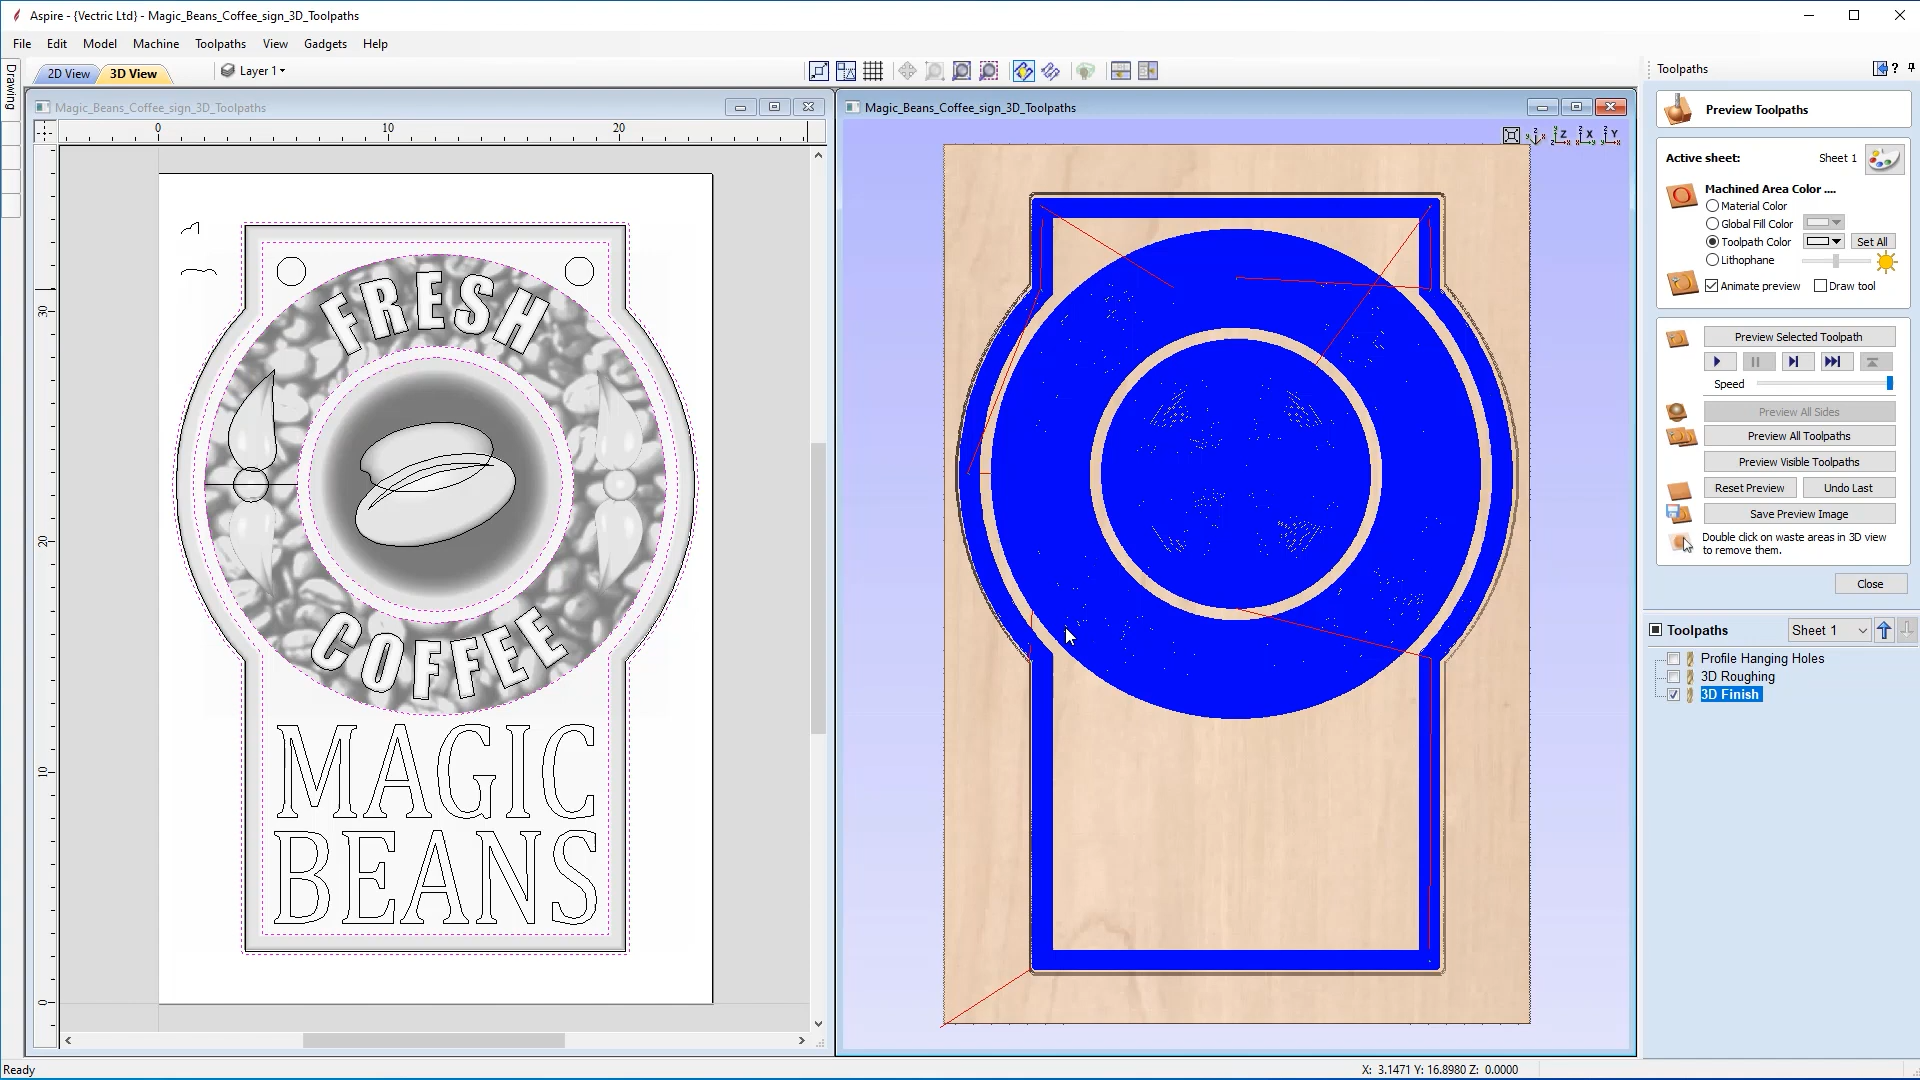 Aspire - {Vectric Ltd} - Magic_Beans_Coffee_sign_3D_Toolpaths
File Edit Model Machine Toolpaths View Gadgets Help
Drawing
2D View 3D View Layer 1
Toolpaths
Magic_Beans_Coffee_sign_3D_Toolpaths
Magic_Beans_Coffee_sign_3D_Toolpaths
0 10 20
30
20
10
0
FRESH
COFFEE
MAGIC
BEANS
Preview Toolpaths
Active sheet: Sheet 1
Machined Area Color ....
Material Color
Global Fill Color
Toolpath Color Set All
Lithophane
Animate preview Draw tool
Preview Selected Toolpath
Speed
Preview All Sides
Preview All Toolpaths
Preview Visible Toolpaths
Reset Preview Undo Last
Save Preview Image
Double click on waste areas in 3D view
to remove them.
Close
Toolpaths Sheet 1
Profile Hanging Holes
3D Roughing
3D Finish
Ready
X: 3.1471 Y: 16.8980 Z: 0.0000